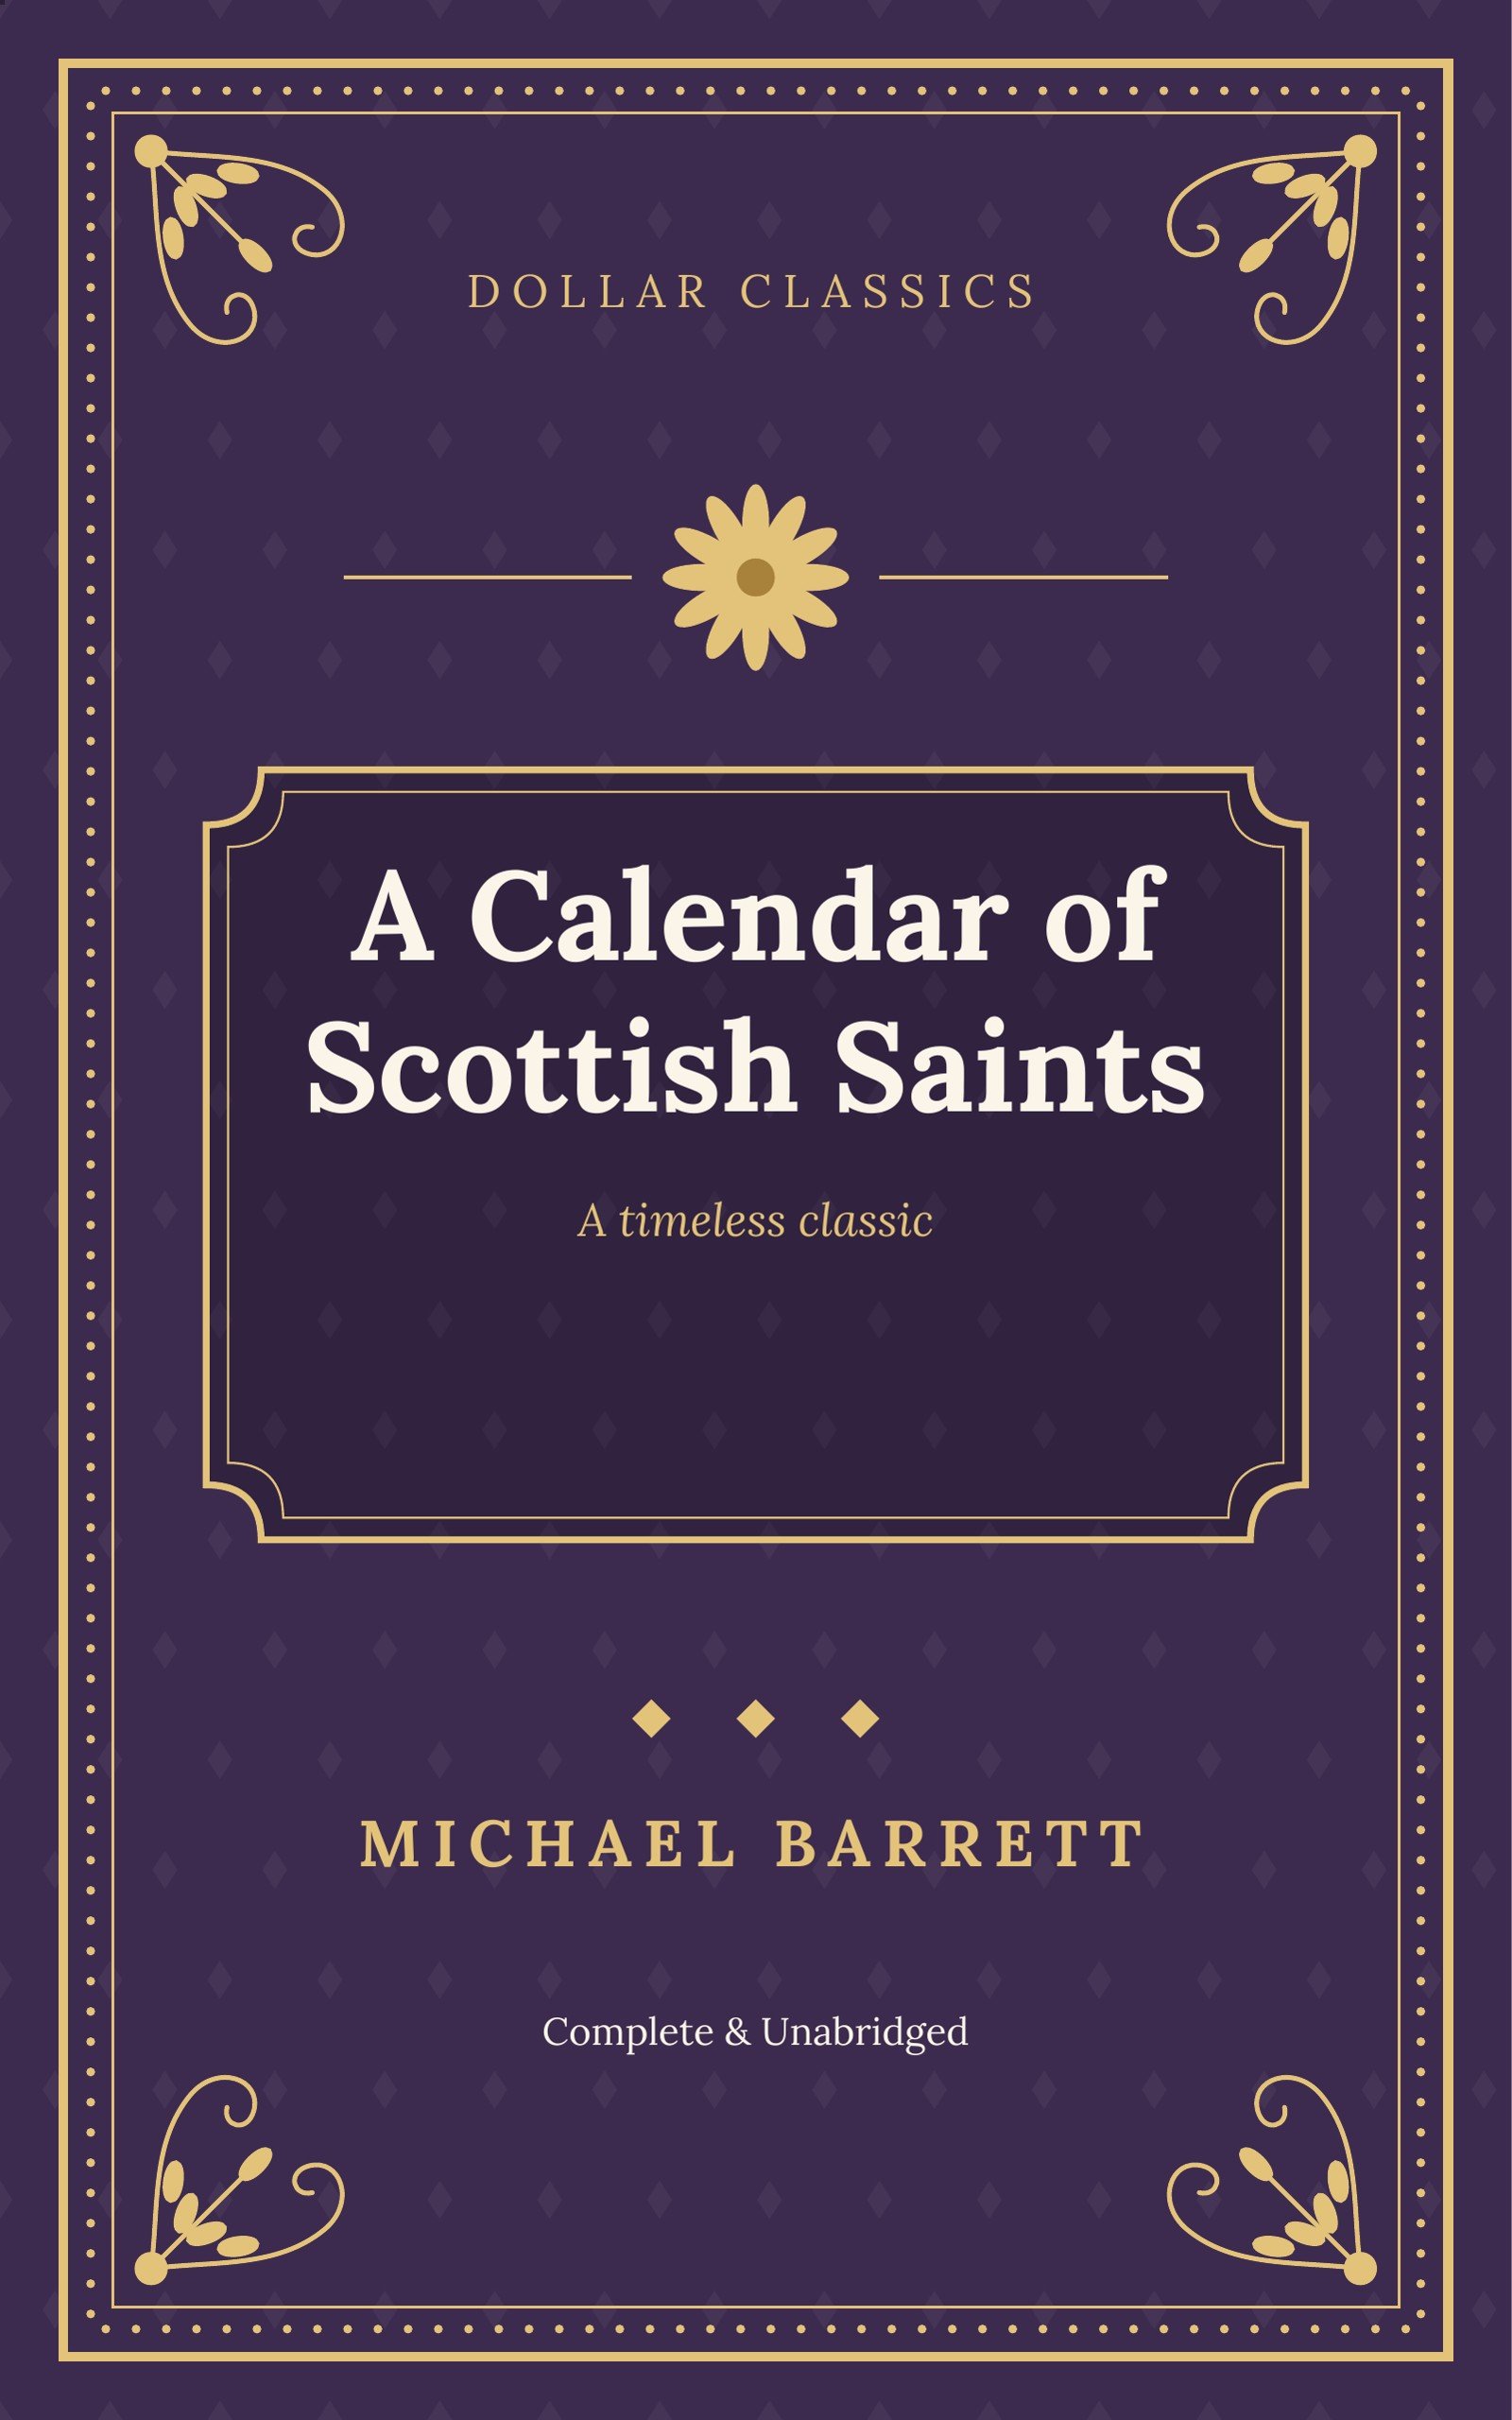 DOLLAR CLASSICS
A Calendar of
Scottish Saints
A timeless classic
MICHAEL BARRETT
Complete & Unabridged